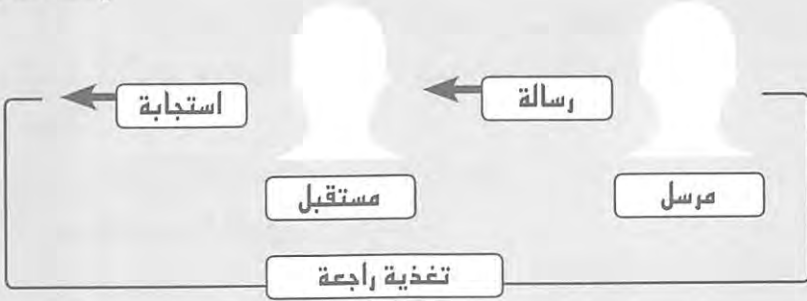 رسالة
استجابة
مرسل
مستقبل
تغذية راجعة